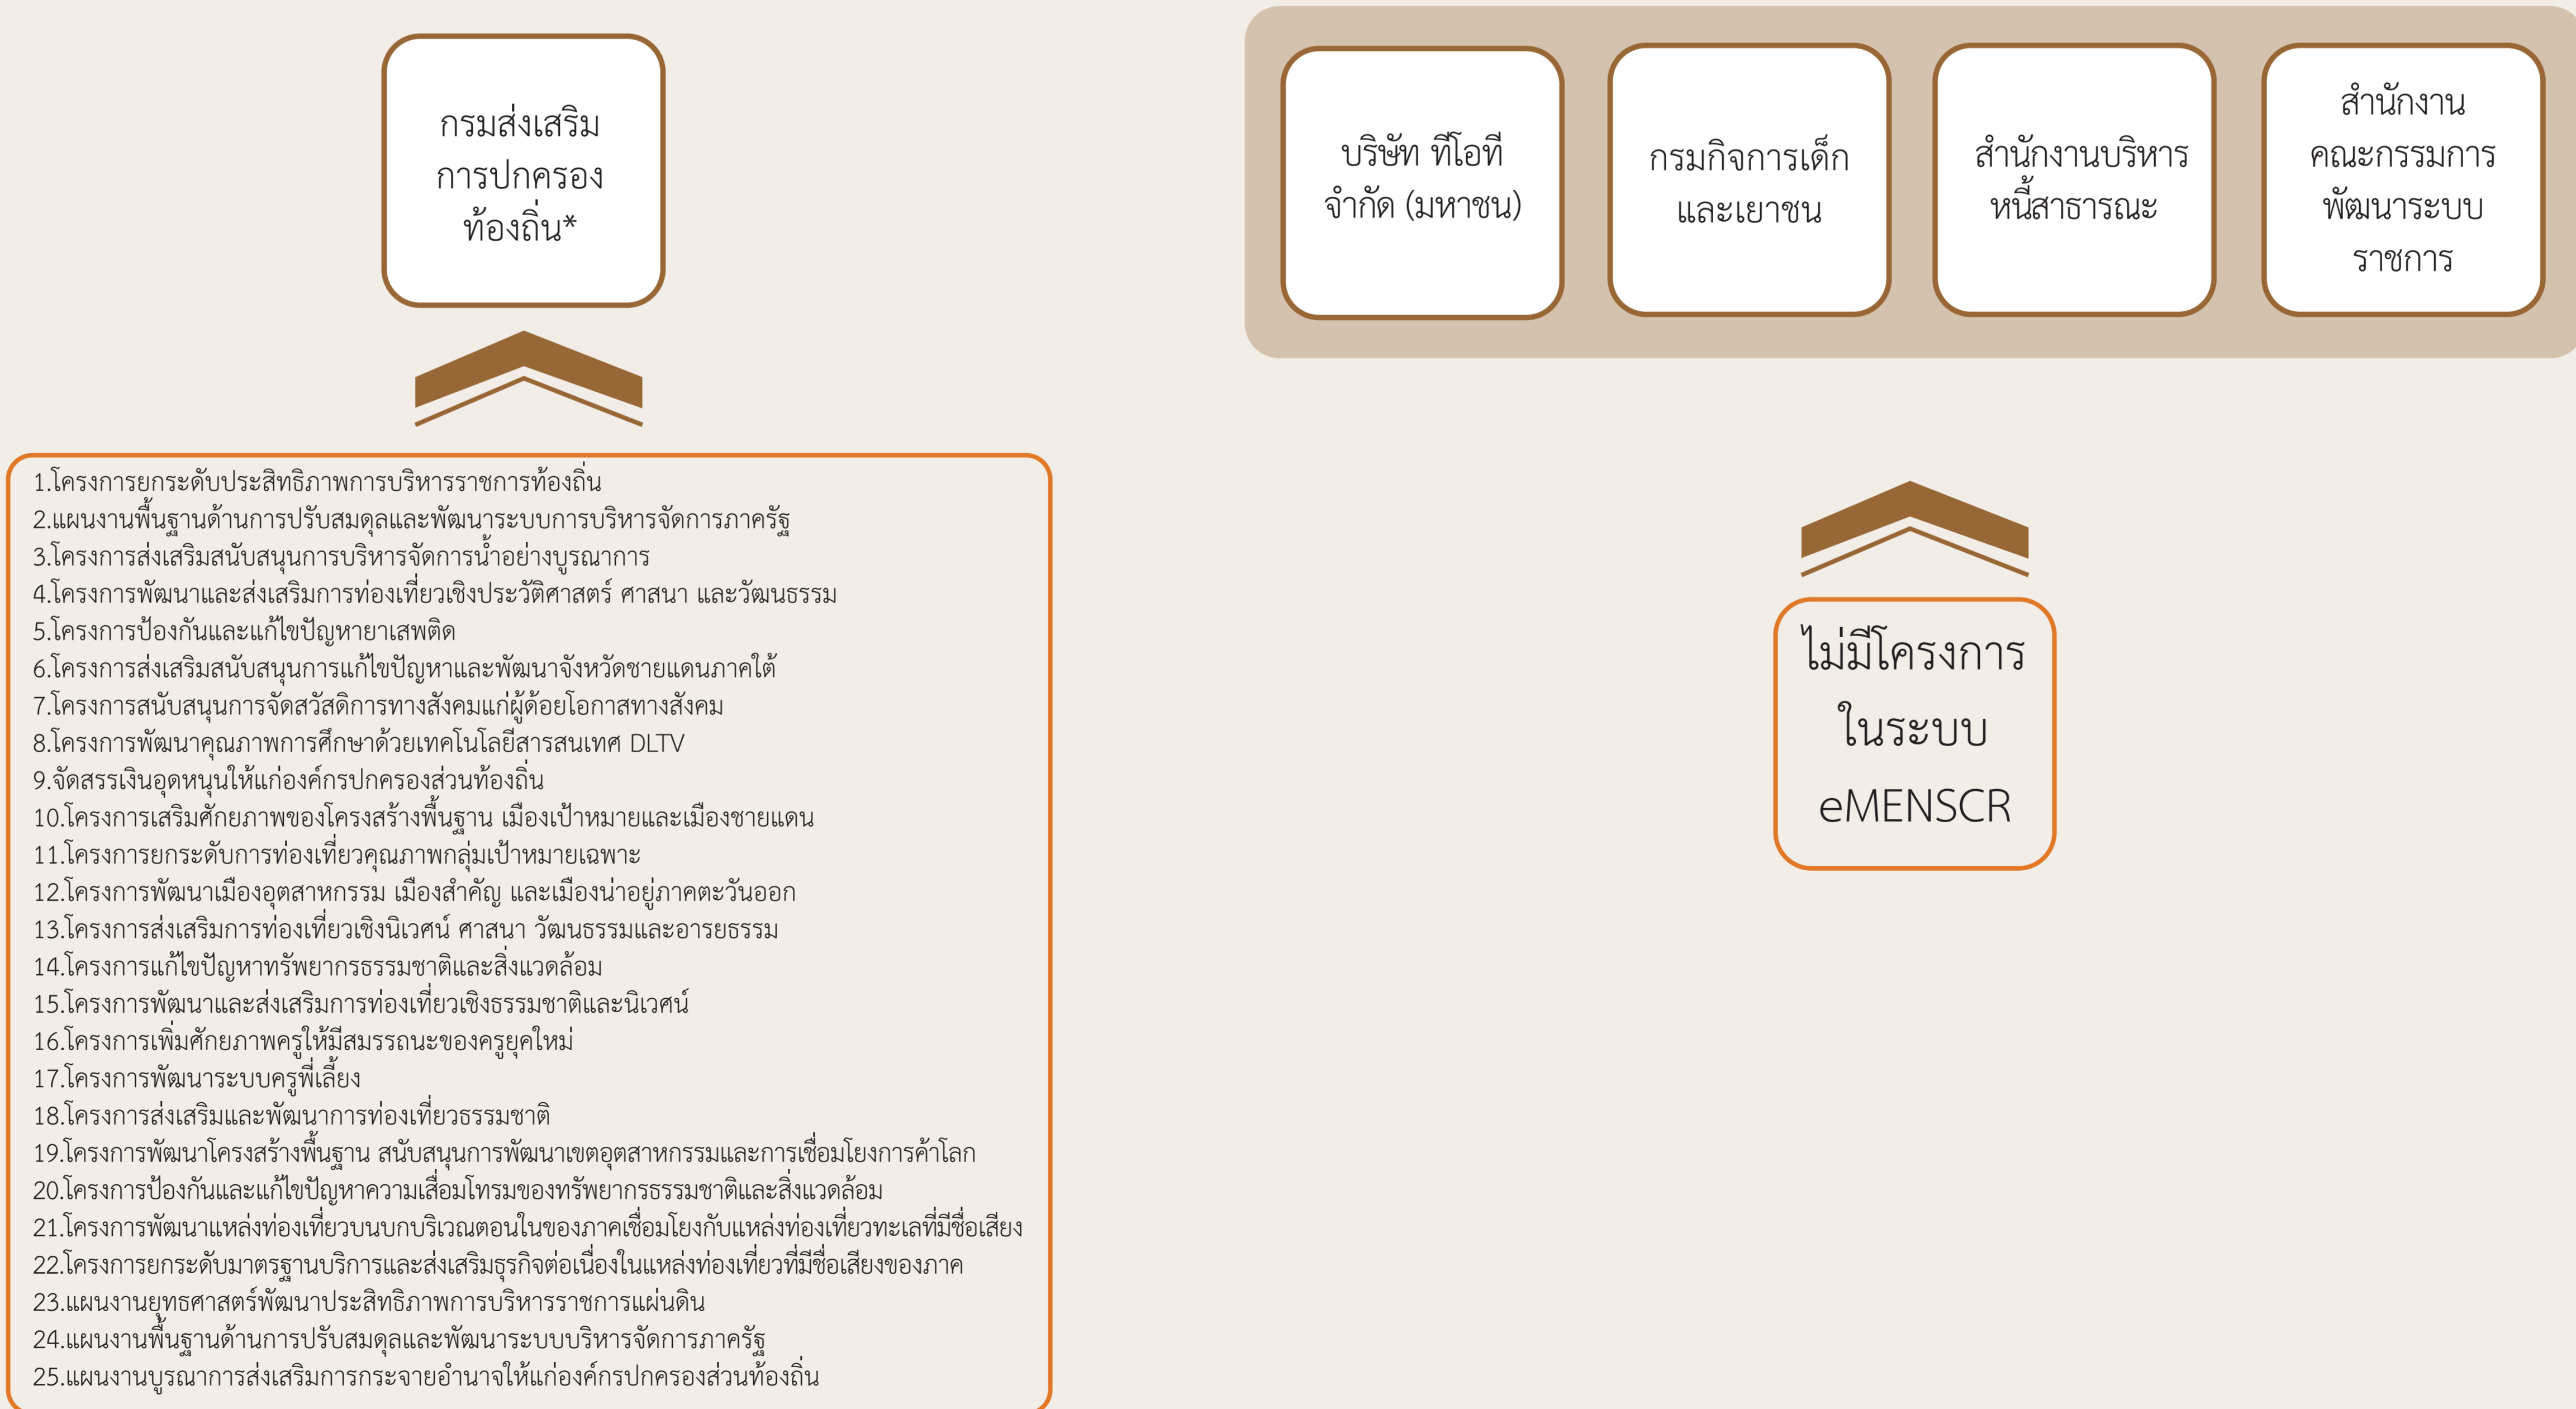 กรมส่งเสริม
การปกครอง
ท้องถิ่น*
บริษัท ทีโอที
จำกัด (มหาชน)
กรมกิจการเด็ก
และเยาชน
สำนักงานบริหาร
หนี้สาธารณะ
สำนักงาน
คณะกรรมการ
พัฒนาระบบ
ราชการ
1.โครงการยกระดับประสิทธิภาพการบริหารราชการท้องถิ่น
2.แผนงานพื้นฐานด้านการปรับสมดุลและพัฒนาระบบการบริหารจัดการภาครัฐ
3.โครงการส่งเสริมสนับสนุนการบริหารจัดการน้ำอย่างบูรณาการ
4.โครงการพัฒนาและส่งเสริมการท่องเที่ยวเชิงประวัติศาสตร์ ศาสนา และวัฒนธรรม
5.โครงการป้องกันและแก้ไขปัญหายาเสพติด
6.โครงการส่งเสริมสนับสนุนการแก้ไขปัญหาและพัฒนาจังหวัดชายแดนภาคใต้
7.โครงการสนับสนุนการจัดสวัสดิการทางสังคมแก่ผู้ด้อยโอกาสทางสังคม
8.โครงการพัฒนาคุณภาพการศึกษาด้วยเทคโนโลยีสารสนเทศ DLTV
9.จัดสรรเงินอุดหนุนให้แก่องค์กรปกครองส่วนท้องถิ่น
10.โครงการเสริมศักยภาพของโครงสร้างพื้นฐาน เมืองเป้าหมายและเมืองชายแดน
11.โครงการยกระดับการท่องเที่ยวคุณภาพกลุ่มเป้าหมายเฉพาะ
12.โครงการพัฒนาเมืองอุตสาหกรรม เมืองสำคัญ และเมืองน่าอยู่ภาคตะวันออก
13.โครงการส่งเสริมการท่องเที่ยวเชิงนิเวศน์ ศาสนา วัฒนธรรมและอารยธรรม
14.โครงการแก้ไขปัญหาทรัพยากรธรรมชาติและสิ่งแวดล้อม
15.โครงการพัฒนาและส่งเสริมการท่องเที่ยวเชิงธรรมชาติและนิเวศน์
16.โครงการเพิ่มศักยภาพครูให้มีสมรรถนะของครูยุคใหม่
17.โครงการพัฒนาระบบครูพี่เลี้ยง
18.โครงการส่งเสริมและพัฒนาการท่องเที่ยวธรรมชาติ
19.โครงการพัฒนาโครงสร้างพื้นฐาน สนับสนุนการพัฒนาเขตอุตสาหกรรมและการเชื่อมโยงการค้าโลก
20.โครงการป้องกันและแก้ไขปัญหาความเสื่อมโทรมของทรัพยากรธรรมชาติและสิ่งแวดล้อม
21.โครงการพัฒนาแหล่งท่องเที่ยวบนบกบริเวณตอนในของภาคเชื่อมโยงกับแหล่งท่องเที่ยวทะเลที่มีชื่อเสียง
22.โครงการยกระดับมาตรฐานบริการและส่งเสริมธุรกิจต่อเนื่องในแหล่งท่องเที่ยวที่มีชื่อเสียงของภาค
23.แผนงานยุทธศาสตร์พัฒนาประสิทธิภาพการบริหารราชการแผ่นดิน
24.แผนงานพื้นฐานด้านการปรับสมดุลและพัฒนาระบบบริหารจัดการภาครัฐ
25.แผนงานบูรณาการส่งเสริมการกระจายอำนาจให้แก่องค์กรปกครองส่วนท้องถิ่น
ไม่มีโครงการ
ในระบบ
eMENSCR